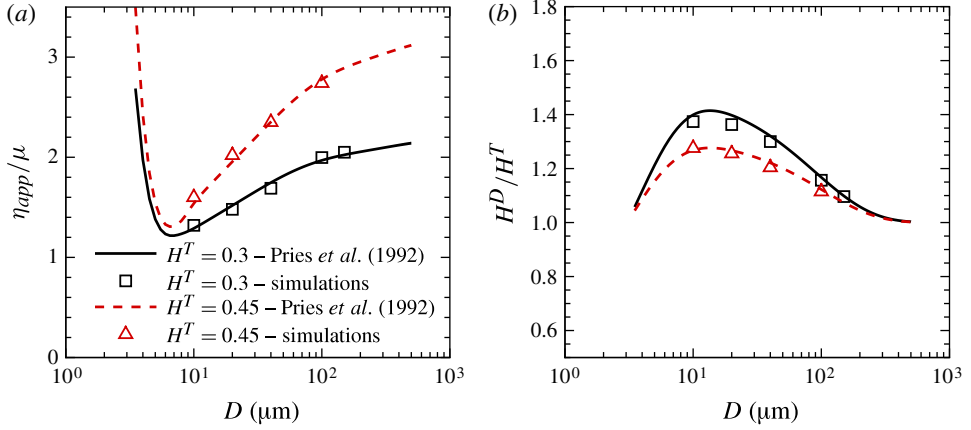 (a)
3
2
1
0
η_app/μ
H^T = 0.3 – Pries et al. (1992)
H^T = 0.3 – simulations
H^T = 0.45 – Pries et al. (1992)
H^T = 0.45 – simulations
10^0 10^1 10^2 10^3
D (μm)
(b)
1.8
1.6
1.4
1.2
1.0
0.8
0.6
H^D/H^T
10^0 10^1 10^2 10^3
D (μm)